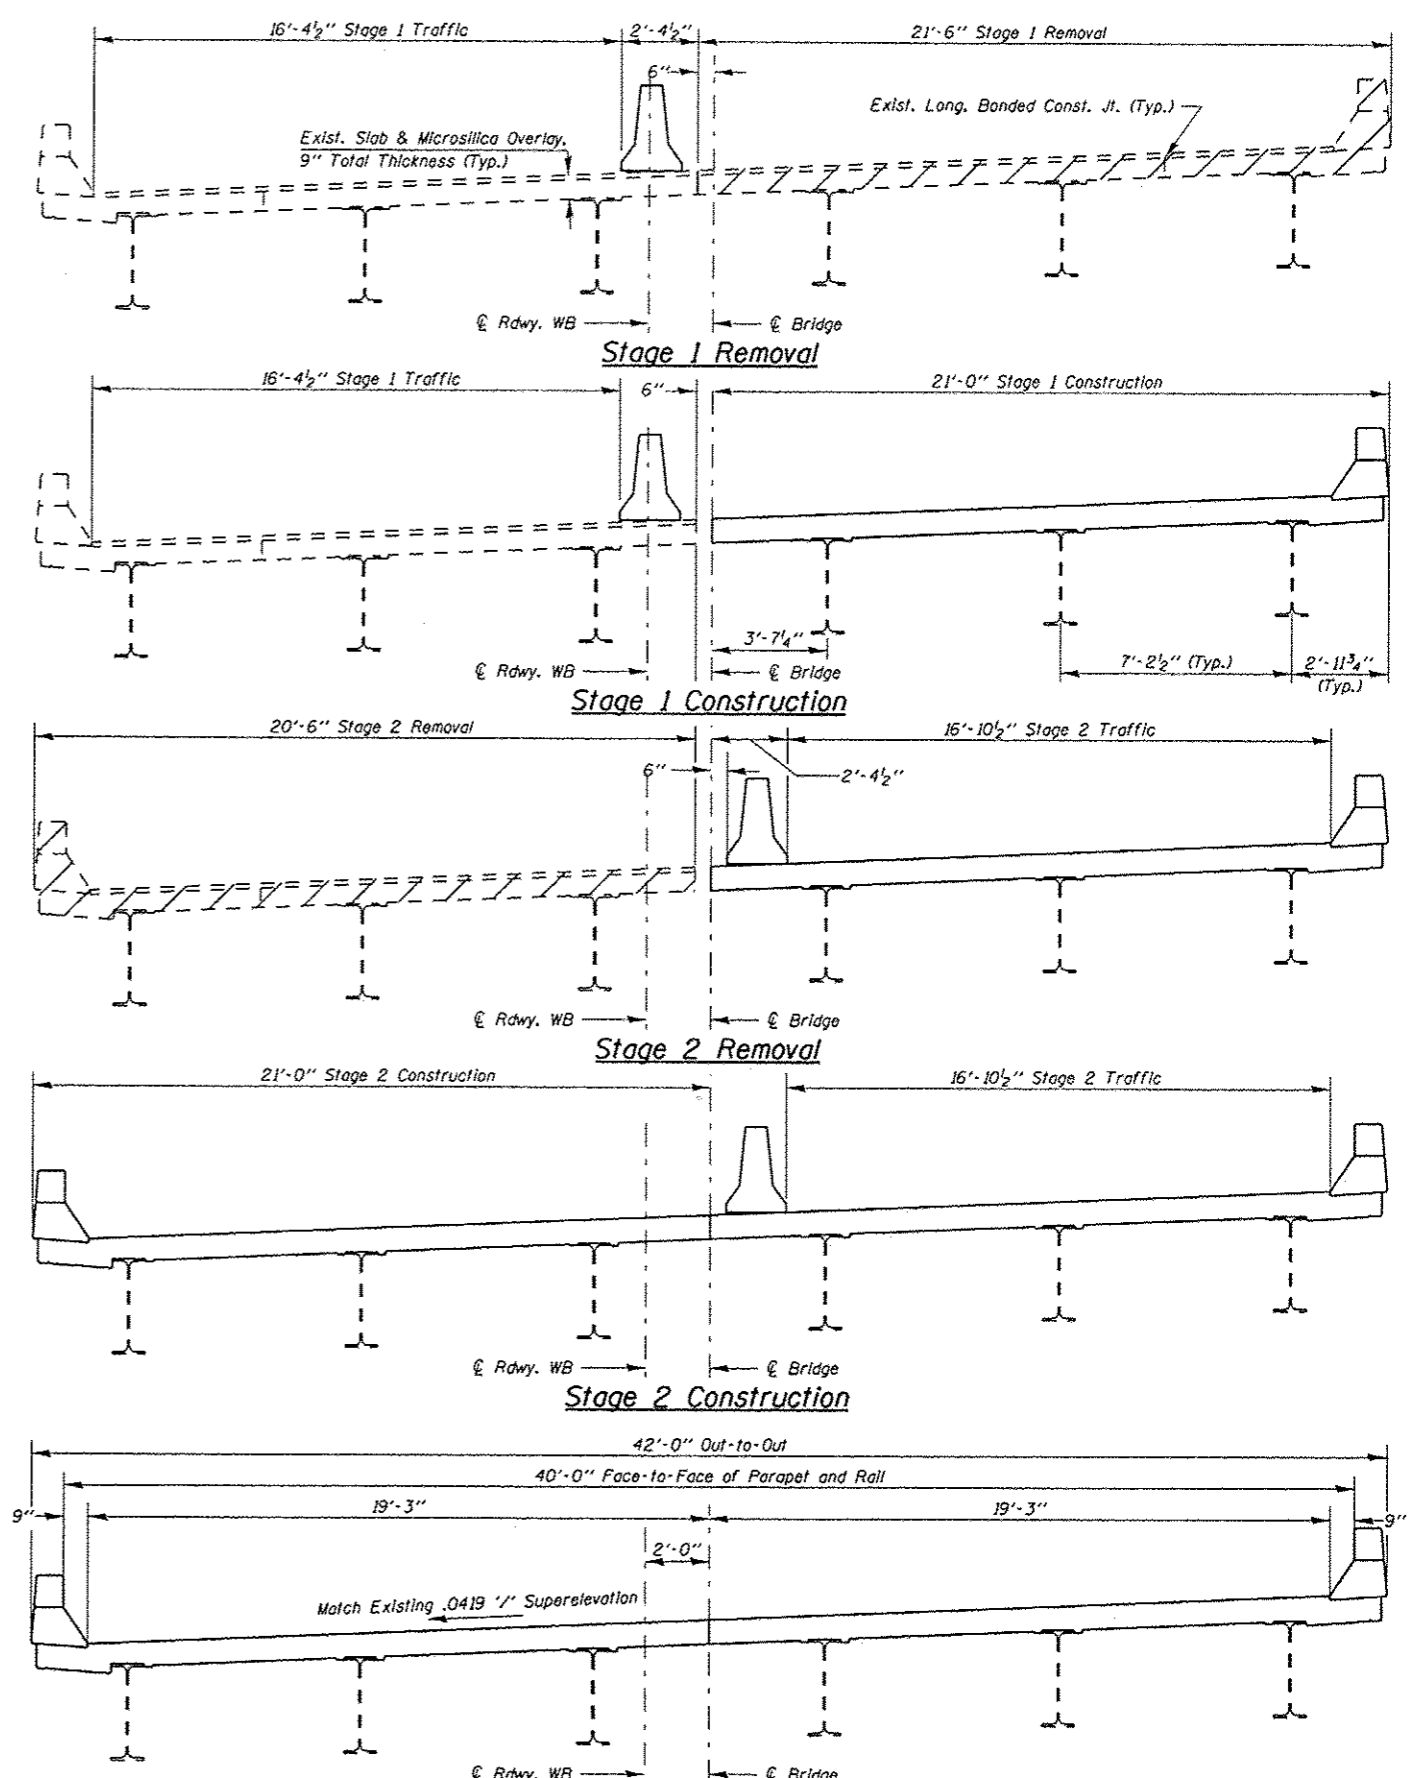 16'-4½" Stage 1 Traffic
2'-4½"
21'-6" Stage 1 Removal
6"
Exist. Long. Bonded Const. Jt. (Typ.)
Exist. Slab & Microsilica Overlay,
9" Total Thickness (Typ.)
℄ Rdwy. WB
℄ Bridge
Stage 1 Removal
16'-4½" Stage 1 Traffic
6"
21'-0" Stage 1 Construction
3'-7¼"
℄ Rdwy. WB
℄ Bridge
7'-2½" (Typ.)
2'-11¾"
(Typ.)
Stage 1 Construction
20'-6" Stage 2 Removal
16'-10½" Stage 2 Traffic
6"
2'-4½"
℄ Rdwy. WB
℄ Bridge
Stage 2 Removal
21'-0" Stage 2 Construction
16'-10½" Stage 2 Traffic
℄ Rdwy. WB
℄ Bridge
Stage 2 Construction
42'-0" Out-to-Out
40'-0" Face-to-Face of Parapet and Rail
9"
19'-3"
19'-3"
9"
2'-0"
Match Existing .0419 '/' Superelevation
℄ Rdwy. WB
℄ Bridge